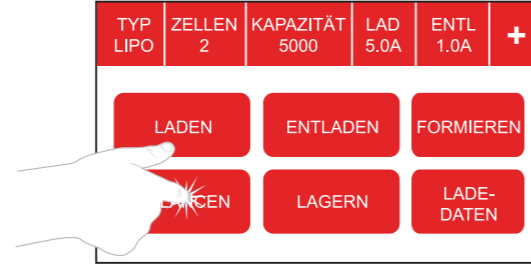 TYP ZELLEN KAPAZITÄT LAD ENTL +
LIPO 2 5000 5.0A 1.0A
LADEN ENTLADEN FORMIEREN
LAGERN LADE-
DATEN